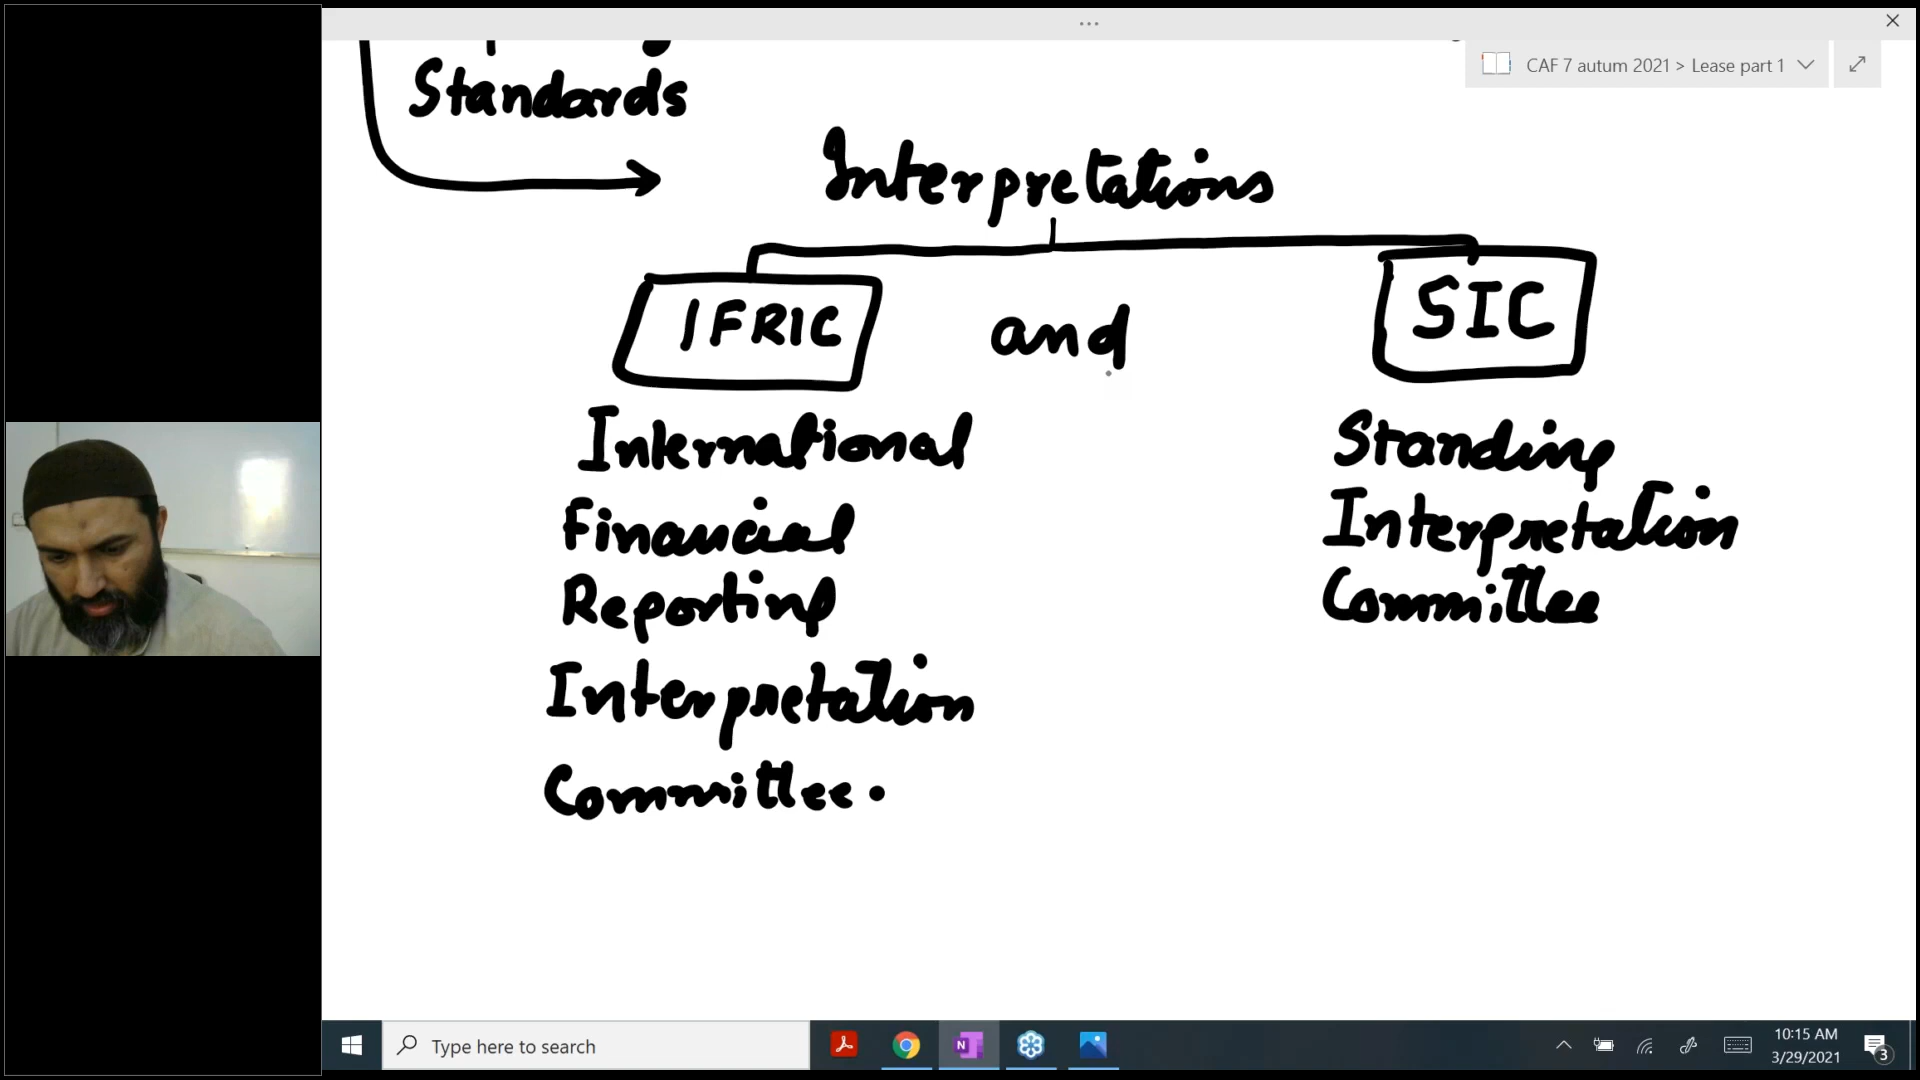 ...
CAF 7 autum 2021 > Lease part 1
Standards
Interpretations
IFRIC and SIC
International
Financial
Reporting
Interpretation
Committee.
Standing
Interpretation
Committee
Type here to search
10:15 AM
3/29/2021
3